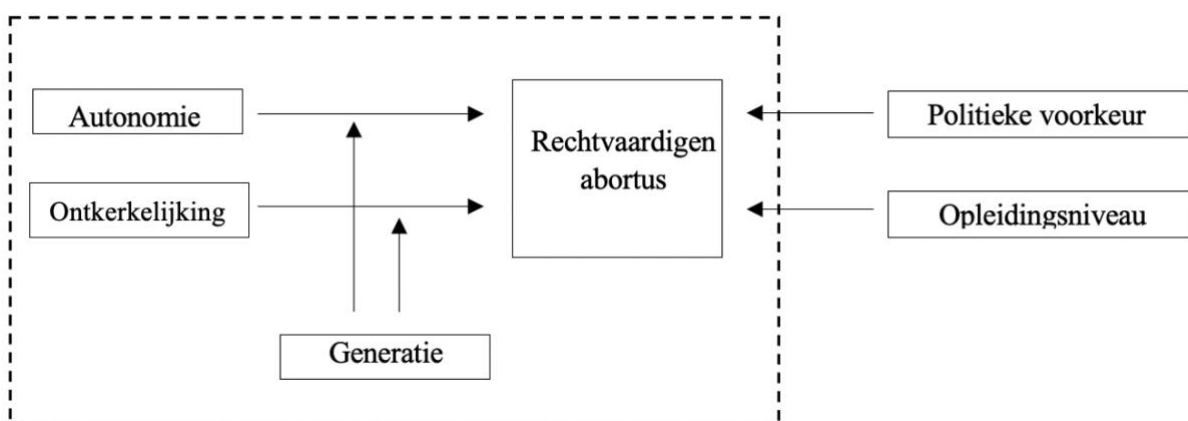 Autonomie
Ontkerkelijking
Generatie
Rechtvaardigen
abortus
Politieke voorkeur
Opleidingsniveau